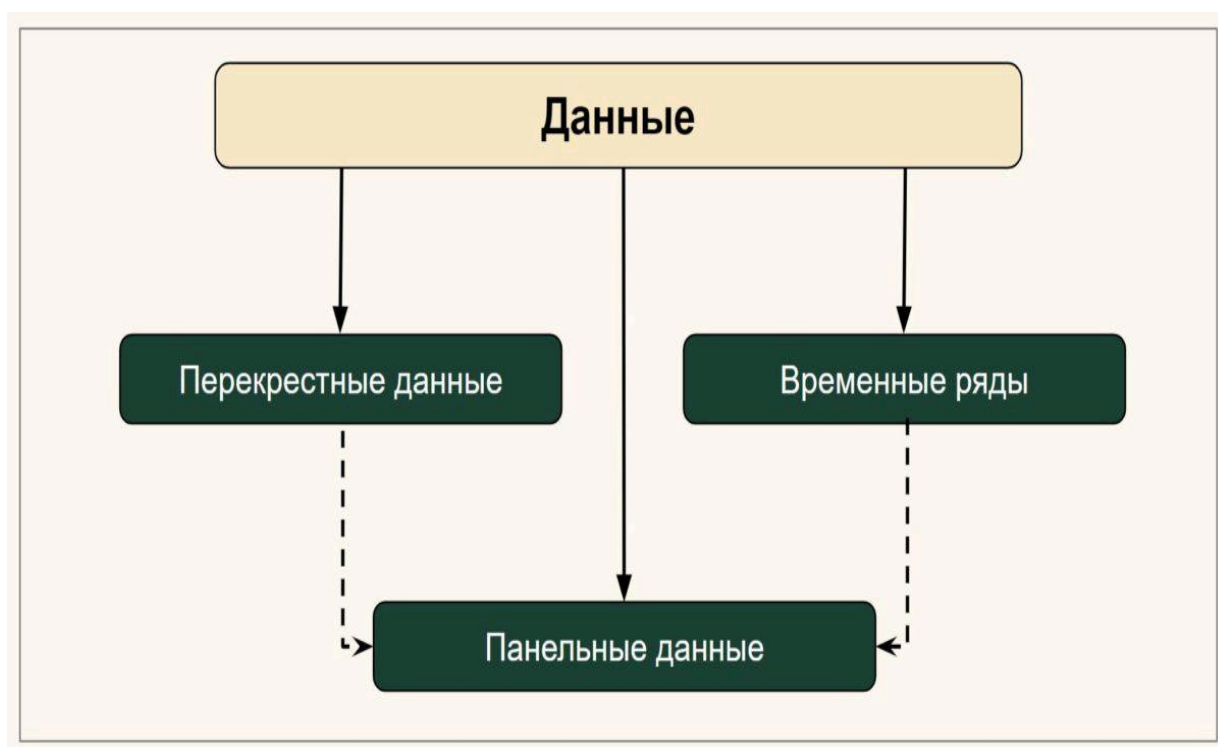 Данные
Перекрестные данные
Временные ряды
Панельные данные